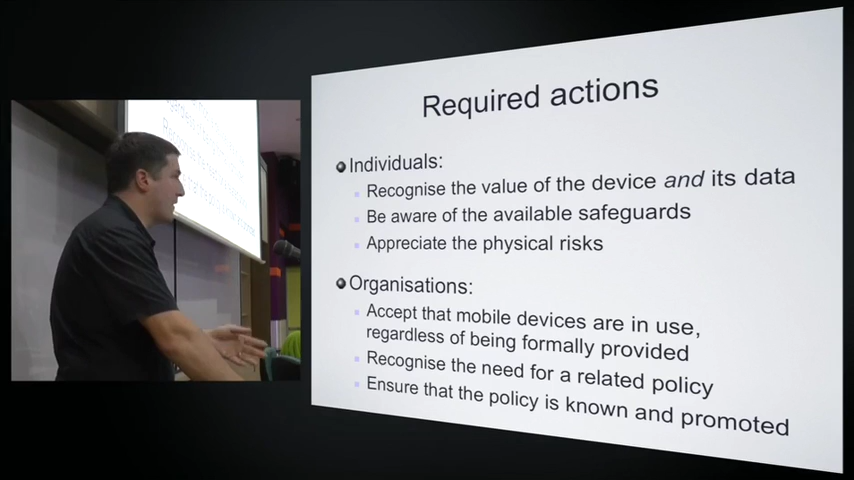 Required actions
Individuals:
Recognise the value of the device and its data
Be aware of the available safeguards
Appreciate the physical risks
Organisations:
Accept that mobile devices are in use,
regardless of being formally provided
Recognise the need for a related policy
Ensure that the policy is known and promoted